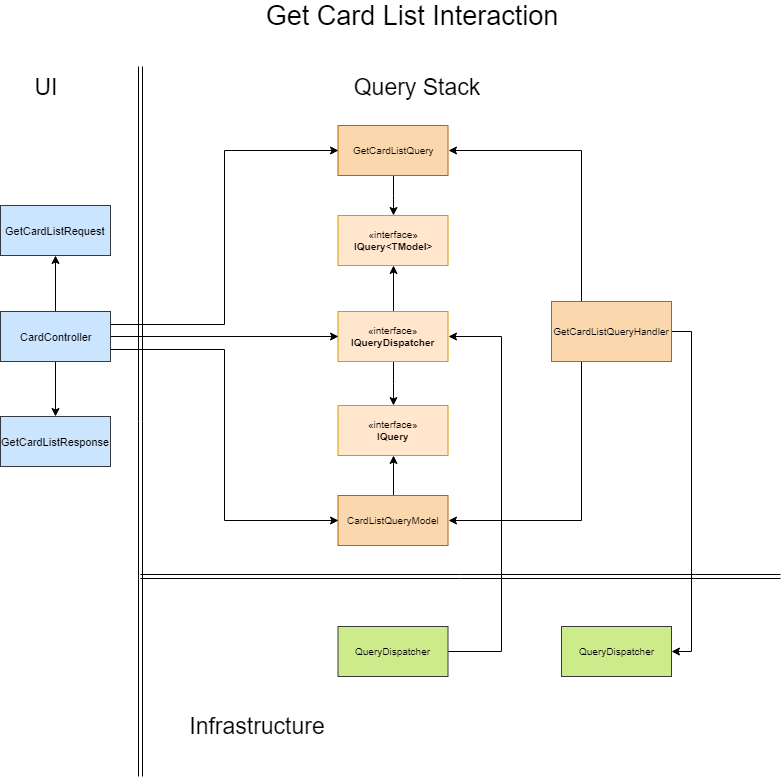 Get Card List Interaction
UI
Query Stack
GetCardListQuery
GetCardListRequest
«interface»
IQuery<TModel>
CardController
«interface»
IQueryDispatcher
GetCardListQueryHandler
«interface»
IQuery
GetCardListResponse
CardListQueryModel
QueryDispatcher
QueryDispatcher
Infrastructure